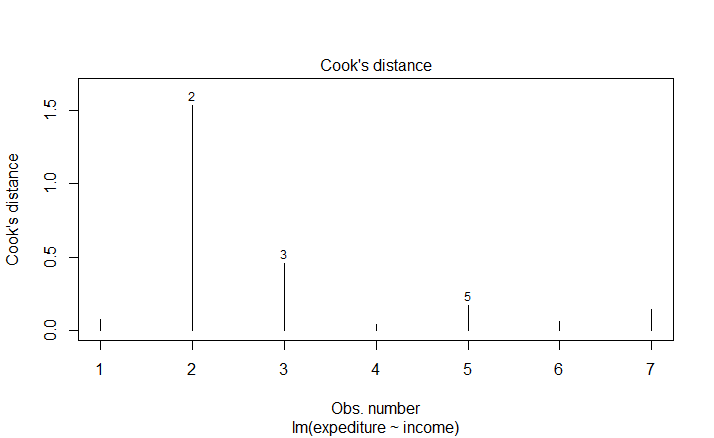 Cook's distance
Cook's distance
1.5
1.0
0.5
0.0
2
3
5
1 2 3 4 5 6 7
Obs. number
lm(expediture ~ income)